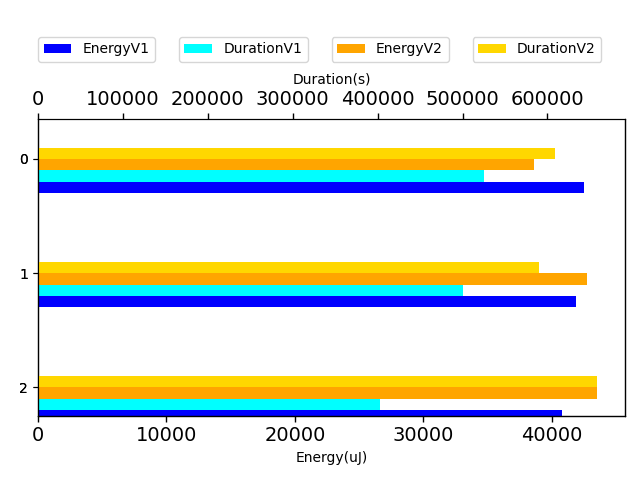 EnergyV1 DurationV1 EnergyV2 DurationV2
Duration(s)
0 100000 200000 300000 400000 500000 600000
0
1
2
0 10000 20000 30000 40000
Energy(uJ)